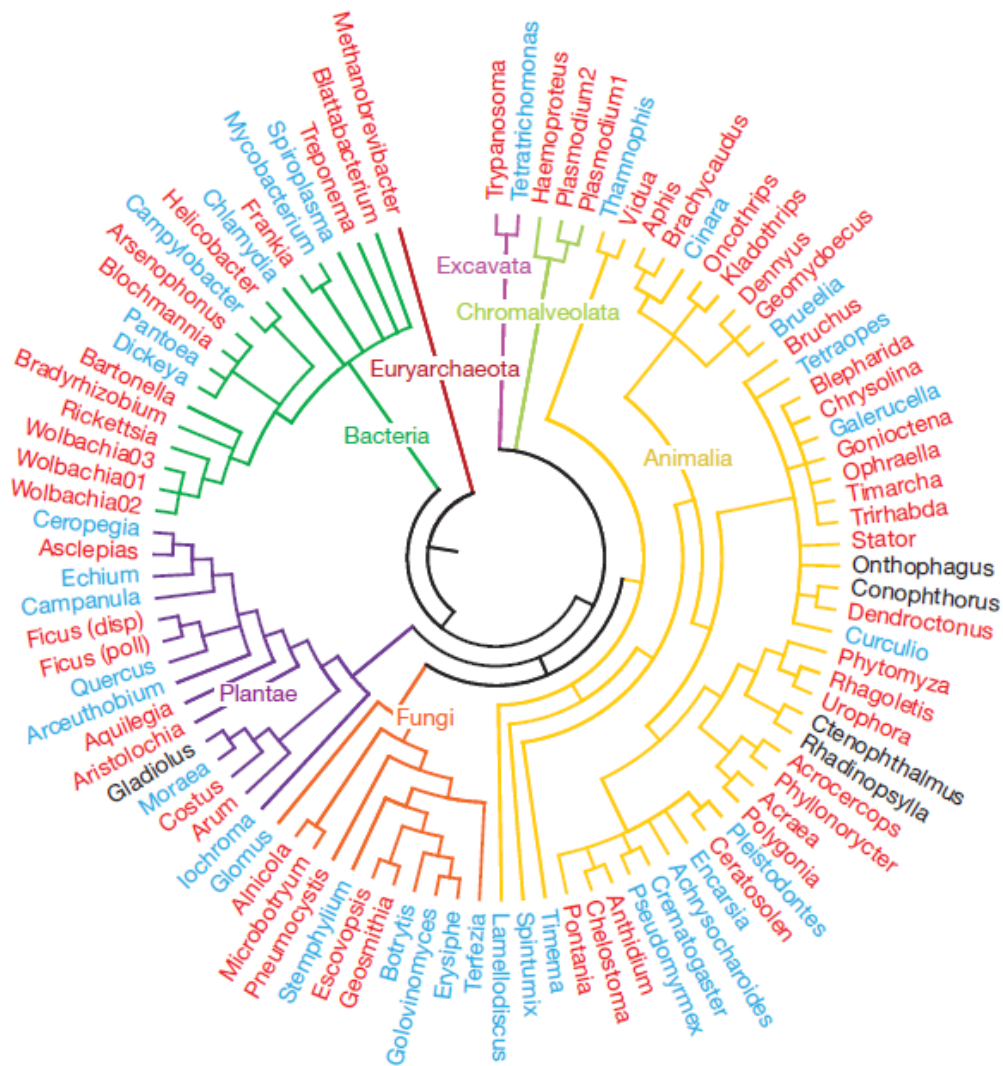 Methanobrevibacter
Blattabacterium
Treponema
Spiroplasma
Mycobacterium
Frankia
Chlamydia
Helicobacter
Campylobacter
Arsenophonus
Blochmannia
Pantoea
Dickeya
Bartonella
Bradyrhizobium
Rickettsia
Wolbachia03
Wolbachia01
Wolbachia02
Ceropegia
Asclepias
Echium
Campanula
Ficus (disp)
Ficus (poll)
Quercus
Arceuthobium
Aquilegia
Aristolochia
Gladiolus
Moraea
Costus
Arum
Iochroma
Glomus
Alnicola
Microbotryum
Pneumocystis
Stemphylium
Escovopsis
Geosmithia
Botrytis
Golovinomyces
Erysiphe
Terfezia
Lamellodiscus
Spinturnix
Timema
Pontania
Chelostoma
Anthidium
Pseudomyrmex
Crematogaster
Achrysocharoides
Encarsia
Ceratosolen
Pleistodontes
Polygonia
Acraea
Phyllonorycter
Acrocercops
Rhadinopsylla
Ctenophthalmus
Urophora
Rhagoletis
Phytomyza
Curculio
Dendroctonus
Conophthorus
Onthophagus
Stator
Trirhabda
Timarcha
Ophraella
Gonioctena
Galerucella
Chrysolina
Blepharida
Tetraopes
Bruchus
Brueelia
Geomydoecus
Dennyus
Kladothrips
Oncothrips
Cinara
Brachycaudus
Aphis
Vidua
Thamnophis
Plasmodium1
Plasmodium2
Haemoproteus
Tetratrichomonas
Trypanosoma
Excavata
Chromalveolata
Euryarchaeota
Bacteria
Animalia
Plantae
Fungi